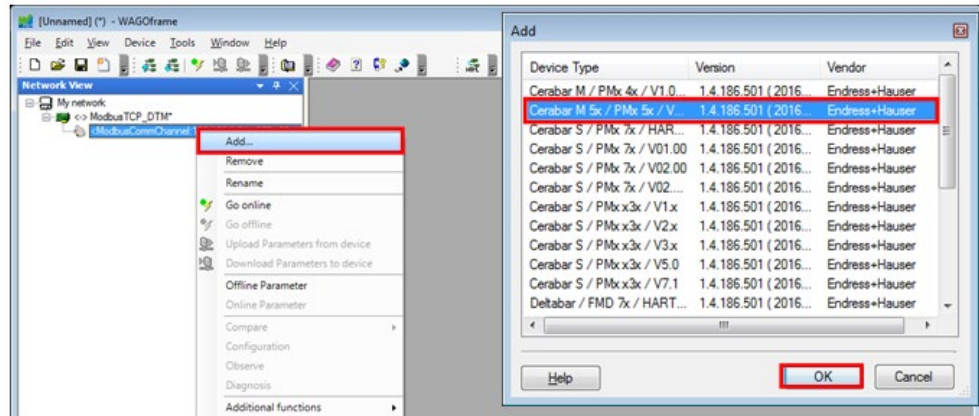 [Unnamed] (*) - WAGOframe
File Edit View Device Tools Window Help
Network View
My network
<> ModbusTCP_DTM*
<ModbusCommChannel:
Add...
Remove
Rename
Go online
Go offline
Upload Parameters from device
Download Parameters to device
Offline Parameter
Online Parameter
Compare
Configuration
Observe
Diagnosis
Additional functions
Add
Device Type Version Vendor
Cerabar M / PMx 4x / V1.0... 1.4.186.501 (2016... Endress+Hauser
Cerabar M 5x / PMx 5x / V... 1.4.186.501 (2016... Endress+Hauser
Cerabar S / PMx 7x / HAR... 1.4.186.501 (2016... Endress+Hauser
Cerabar S / PMx 7x / V01.00 1.4.186.501 (2016... Endress+Hauser
Cerabar S / PMx 7x / V02.00 1.4.186.501 (2016... Endress+Hauser
Cerabar S / PMx 7x / V02.... 1.4.186.501 (2016... Endress+Hauser
Cerabar S / PMx x3x / V1.x 1.4.186.501 (2016... Endress+Hauser
Cerabar S / PMx x3x / V2.x 1.4.186.501 (2016... Endress+Hauser
Cerabar S / PMx x3x / V3.x 1.4.186.501 (2016... Endress+Hauser
Cerabar S / PMx x3x / V5.0 1.4.186.501 (2016... Endress+Hauser
Cerabar S / PMx x3x / V7.1 1.4.186.501 (2016... Endress+Hauser
Deltabar / FMD 7x / HART... 1.4.186.501 (2016... Endress+Hauser
Help OK Cancel